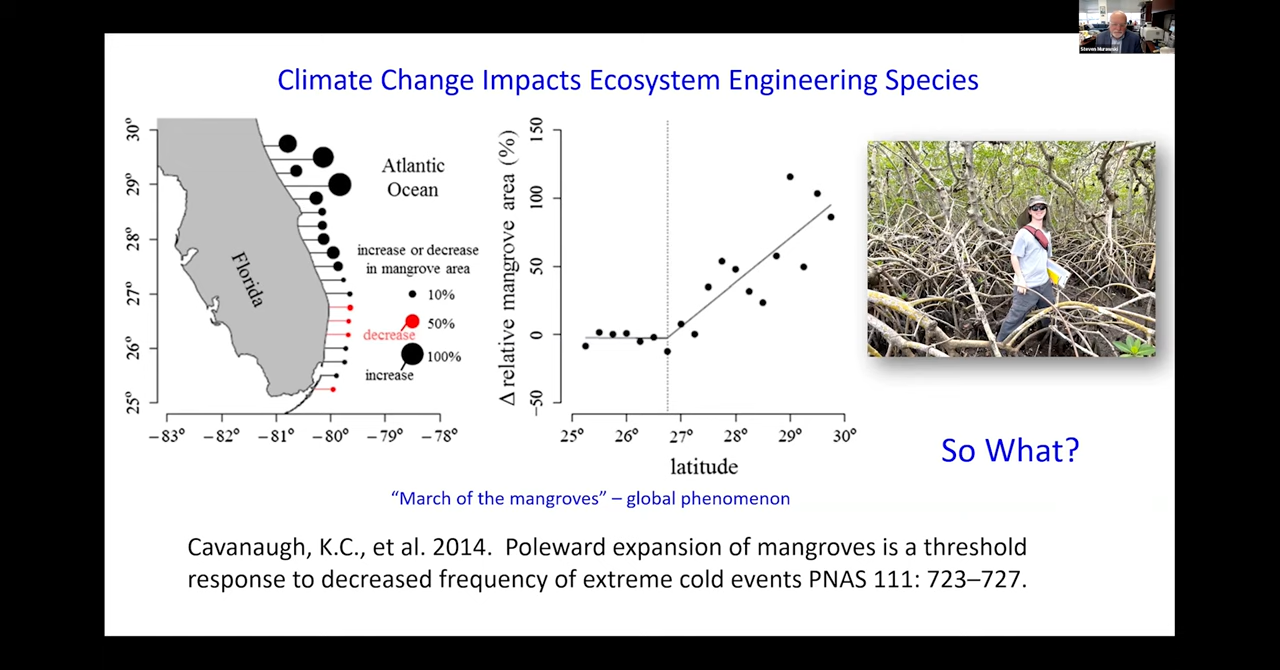 Steven Murawski
Climate Change Impacts Ecosystem Engineering Species
30°
29°
28°
27°
26°
25°
Florida
Atlantic
Ocean
increase or decrease
in mangrove area
10%
decrease
50%
100%
increase
−83° −82° −81° −80° −79° −78°
Δ relative mangrove area (%)
150
100
50
0
−50
25° 26° 27° 28° 29° 30°
latitude
So What?
“March of the mangroves” – global phenomenon
Cavanaugh, K.C., et al. 2014. Poleward expansion of mangroves is a threshold
response to decreased frequency of extreme cold events PNAS 111: 723–727.